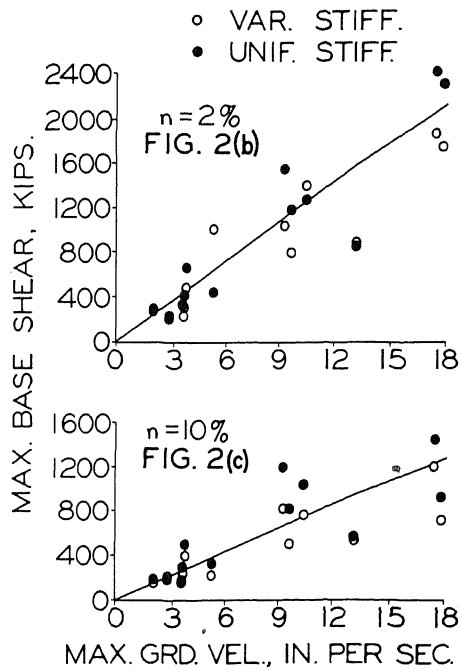 ○ VAR. STIFF.
● UNIF. STIFF.
2400
2000
1600
1200
800
400
0
n=2%
FIG. 2(b)
0 3 6 9 12 15 18
MAX. BASE SHEAR, KIPS.
1600
1200
800
400
0
n=10%
FIG. 2(c)
0 3 6 9 12 15 18
MAX. GRD. VEL., IN. PER SEC.